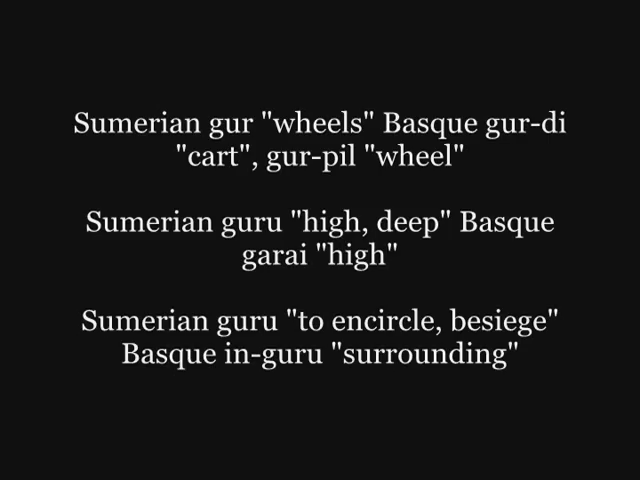 Sumerian gur "wheels" Basque gur-di
"cart", gur-pil "wheel"
Sumerian guru "high, deep" Basque
garai "high"
Sumerian guru "to encircle, besiege"
Basque in-guru "surrounding"